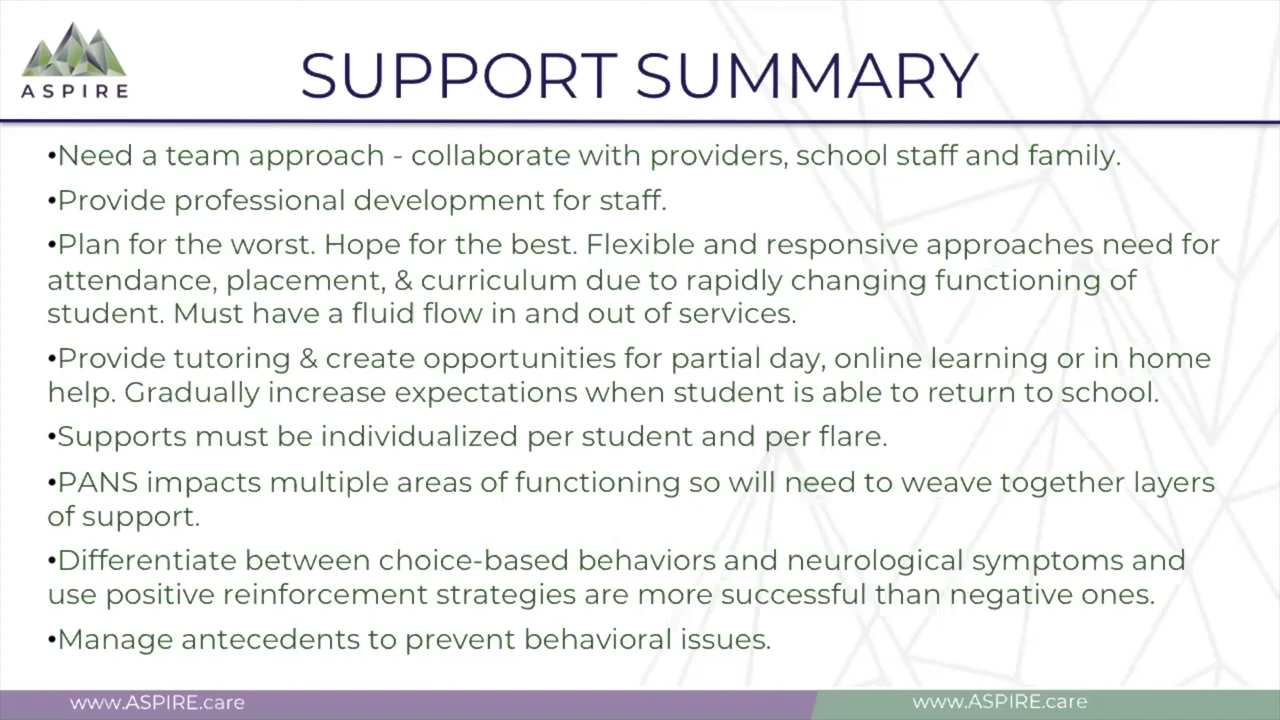 ASPIRE
SUPPORT SUMMARY
•Need a team approach - collaborate with providers, school staff and family.
•Provide professional development for staff.
•Plan for the worst. Hope for the best. Flexible and responsive approaches need for
attendance, placement, & curriculum due to rapidly changing functioning of
student. Must have a fluid flow in and out of services.
•Provide tutoring & create opportunities for partial day, online learning or in home
help. Gradually increase expectations when student is able to return to school.
•Supports must be individualized per student and per flare.
•PANS impacts multiple areas of functioning so will need to weave together layers
of support.
•Differentiate between choice-based behaviors and neurological symptoms and
use positive reinforcement strategies are more successful than negative ones.
•Manage antecedents to prevent behavioral issues.
www.ASPIRE.care
www.ASPIRE.care